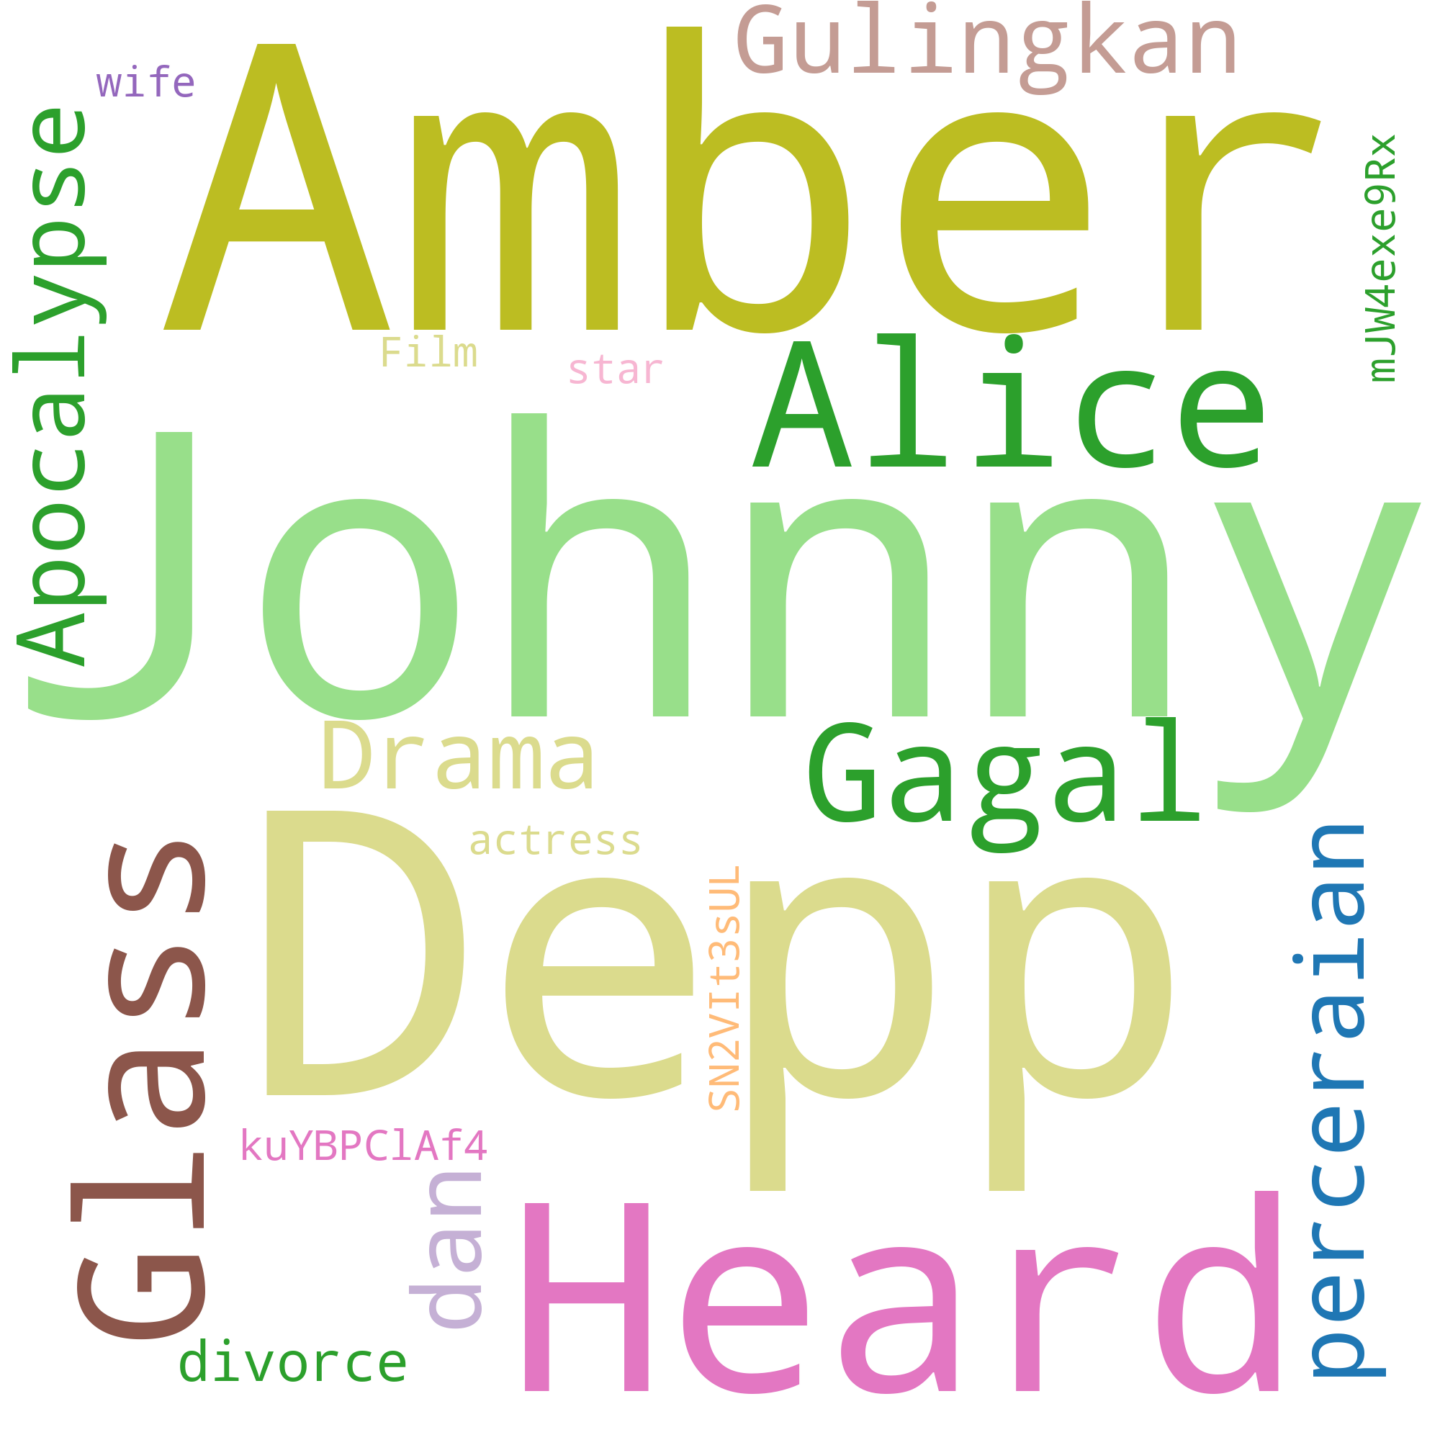 Gulingkan
wife
Amber
Apocalypse
mJW4exe9Rx
Film
star
Alice
Johnny
Drama
Gagal
actress
Depp
Glass
SN2VIt3sUL
perceraian
kuYBPClAf4
dan
Heard
divorce